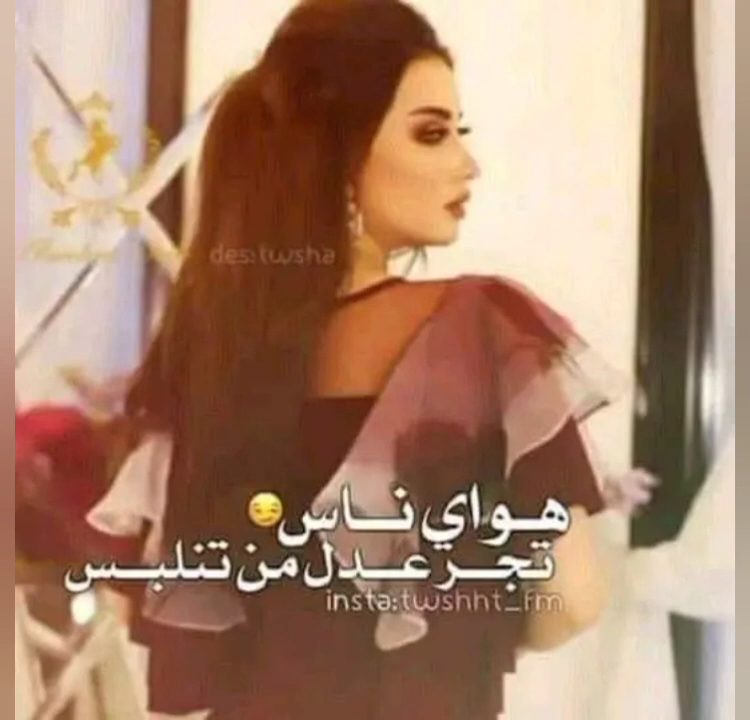 des:twsha
هواي ناس😏
تجر عدل من تنلبس
insta:twshht_fm